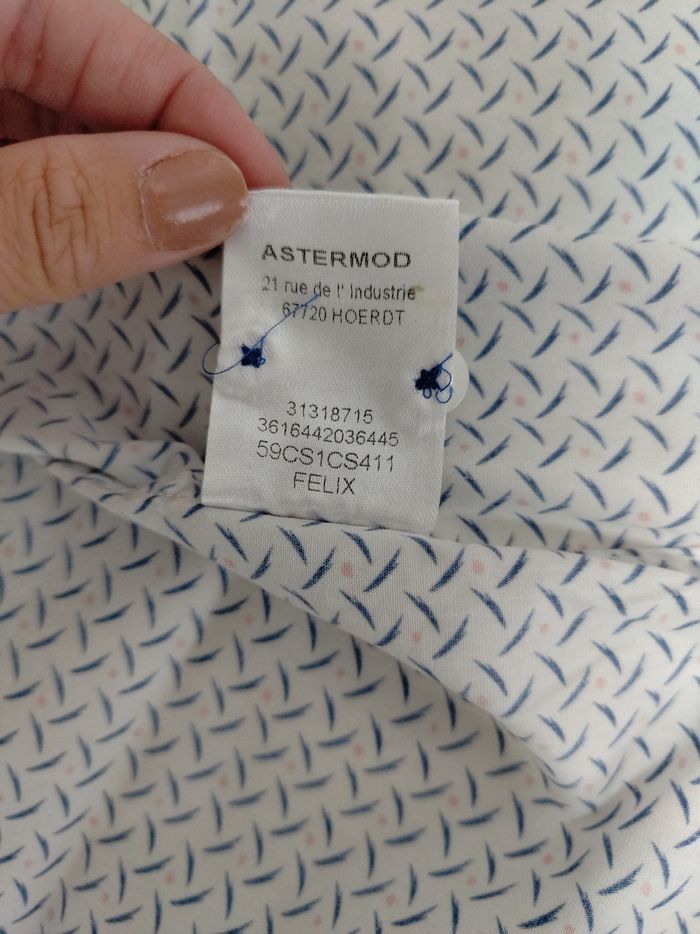 ASTERMOD
21 rue de l' Industrie
67720 HOERDT
31318715
3616442036445
59CS1CS411
FELIX